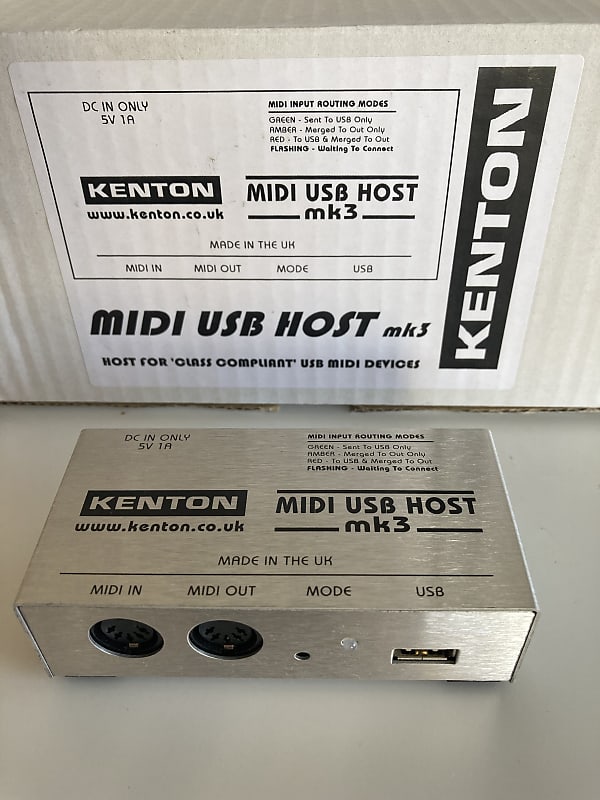 DC IN ONLY
5V 1A
MIDI INPUT ROUTING MODES
GREEN - Sent To USB Only
AMBER - Merged To Out Only
RED - To USB & Merged To Out
FLASHING - Waiting To Connect
KENTON
www.kenton.co.uk
MIDI USB HOST
mk3
MADE IN THE UK
MIDI IN MIDI OUT MODE USB
MIDI USB HOST mk3
HOST FOR 'CLASS COMPLIANT' USB MIDI DEVICES
KENTON
DC IN ONLY
5V 1A
MIDI INPUT ROUTING MODES
GREEN - Sent To USB Only
AMBER - Merged To Out Only
RED - To USB & Merged To Out
FLASHING - Waiting To Connect
KENTON
www.kenton.co.uk
MIDI USB HOST
mk3
MADE IN THE UK
MIDI IN MIDI OUT MODE USB